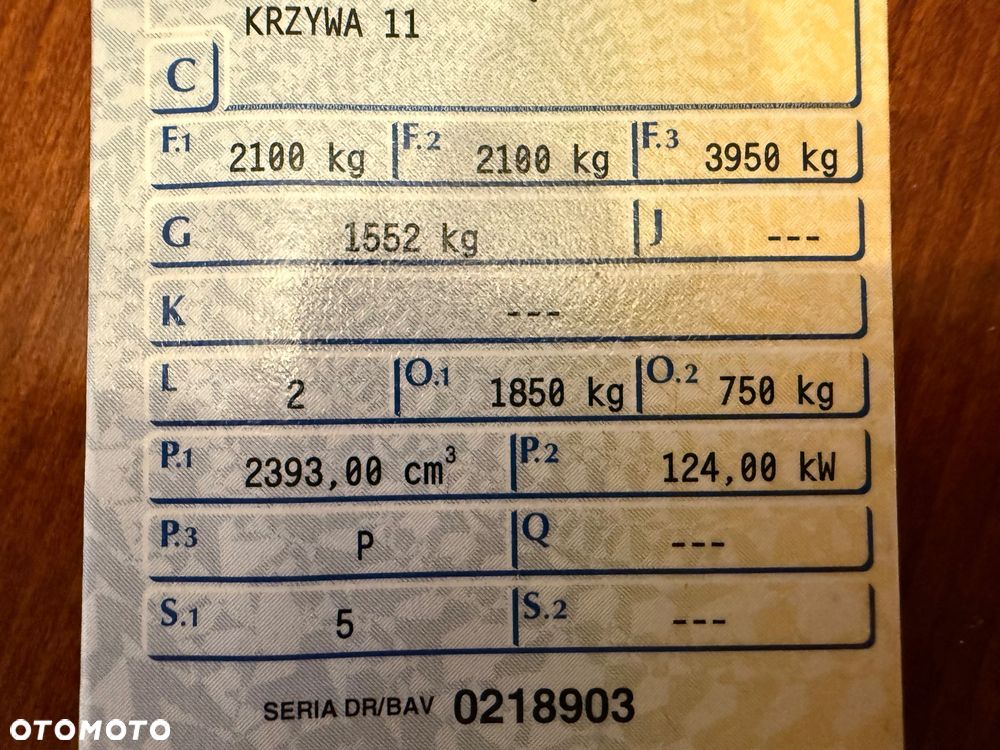 KRZYWA 11
C
F.1 2100 kg F.2 2100 kg F.3 3950 kg
G 1552 kg J ---
K ---
L 2 O.1 1850 kg O.2 750 kg
P.1 2393,00 cm³ P.2 124,00 kW
P.3 P Q ---
S.1 5 S.2 ---
SERIA DR/BAV 0218903
OTOMOTO